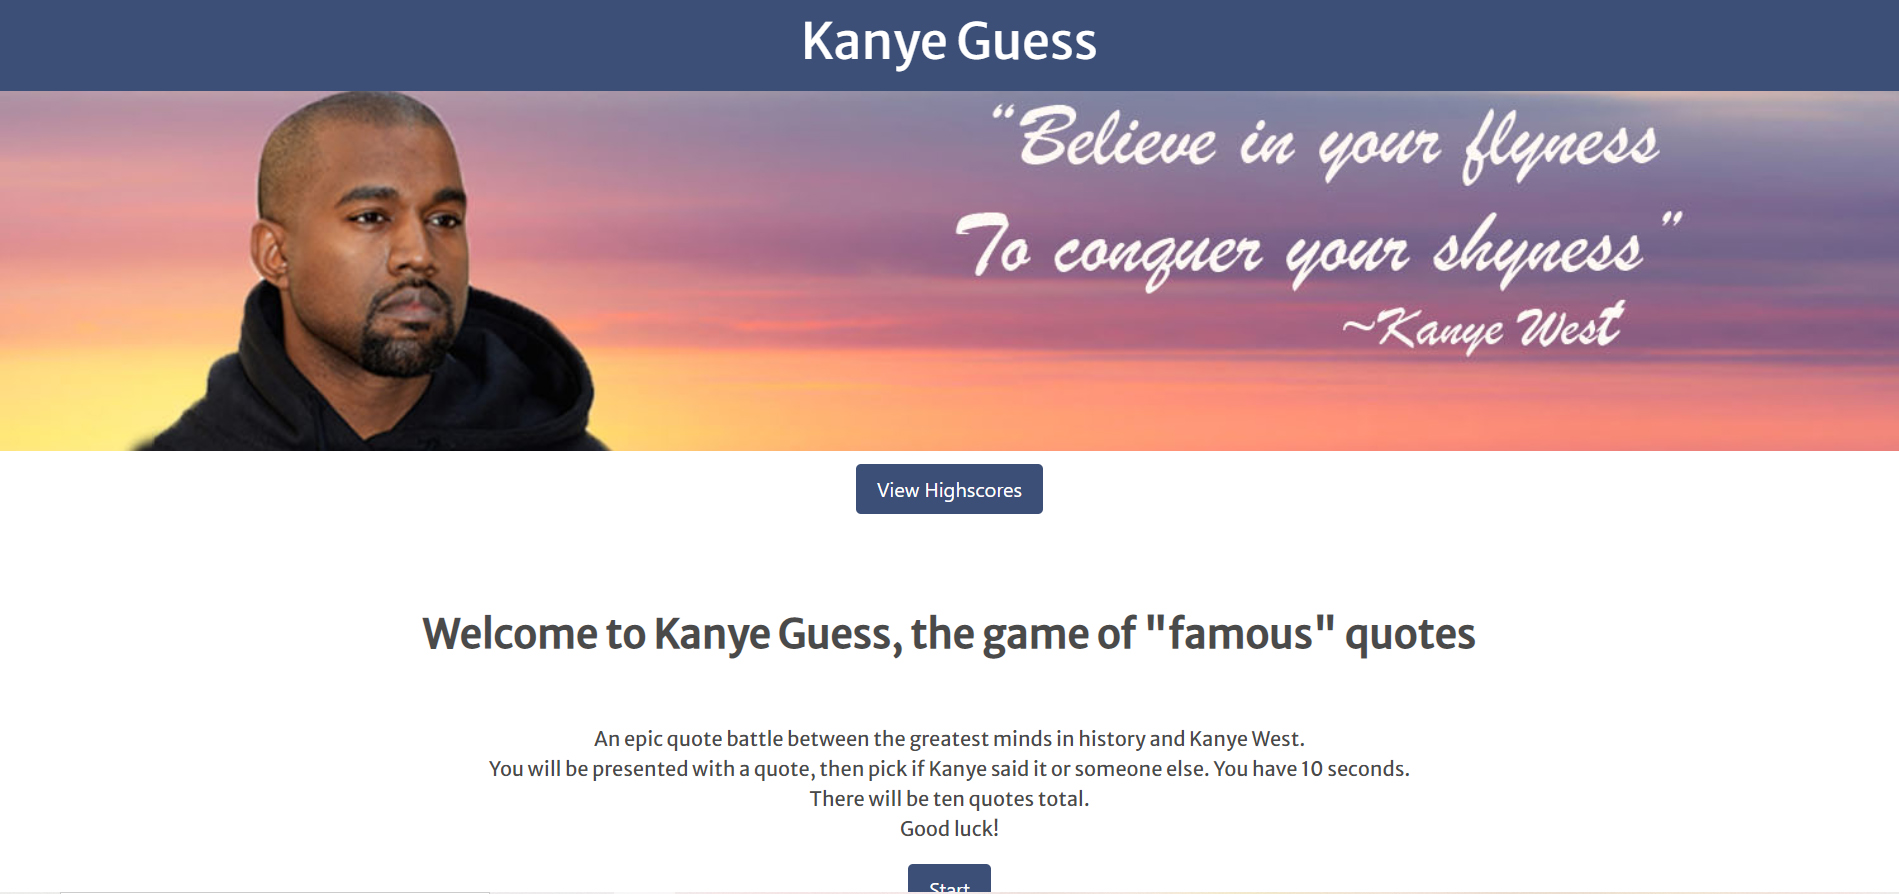 Kanye Guess
“Believe in your flyness
To conquer your shyness”
~Kanye West
View Highscores
Welcome to Kanye Guess, the game of "famous" quotes
An epic quote battle between the greatest minds in history and Kanye West.
You will be presented with a quote, then pick if Kanye said it or someone else. You have 10 seconds.
There will be ten quotes total.
Good luck!
Start